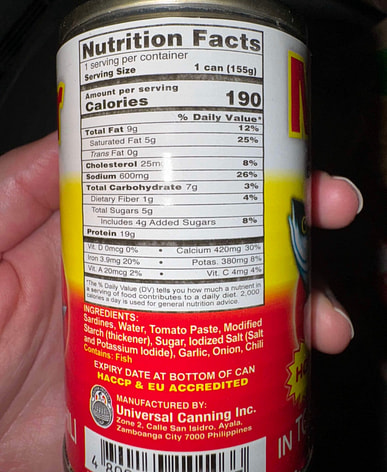 Nutrition Facts
1 serving per container
Serving Size 1 can (155g)
Amount per serving
Calories 190
% Daily Value*
Total Fat 9g 12%
Saturated Fat 5g 25%
Trans Fat 0g
Cholesterol 25m 8%
Sodium 600mg 26%
Total Carbohydrate 7g 3%
Dietary Fiber 1g 4%
Total Sugars 5g
Includes 4g Added Sugars 8%
Protein 19g
Vit. D 0mcg 0% • Calcium 420mg 30%
Iron 3.9mg 20% • Potas. 380mg 8%
Vit. A 20mcg 2% • Vit. C 4mg 4%
*The % Daily Value (DV) tells you how much a nutrient in
a serving of food contributes to a daily diet. 2,000
calories a day is used for general nutrition advice.
INGREDIENTS:
Sardines, Water, Tomato Paste, Modified
Starch (thickener), Sugar, Iodized Salt (Salt
and Potassium Iodide), Garlic, Onion, Chili
Contains: Fish
EXPIRY DATE AT BOTTOM OF CAN
HACCP & EU ACCREDITED
MANUFACTURED BY:
Universal Canning Inc.
Zone 2, Calle San Isidro, Ayala,
Zamboanga City 7000 Philippines
IN